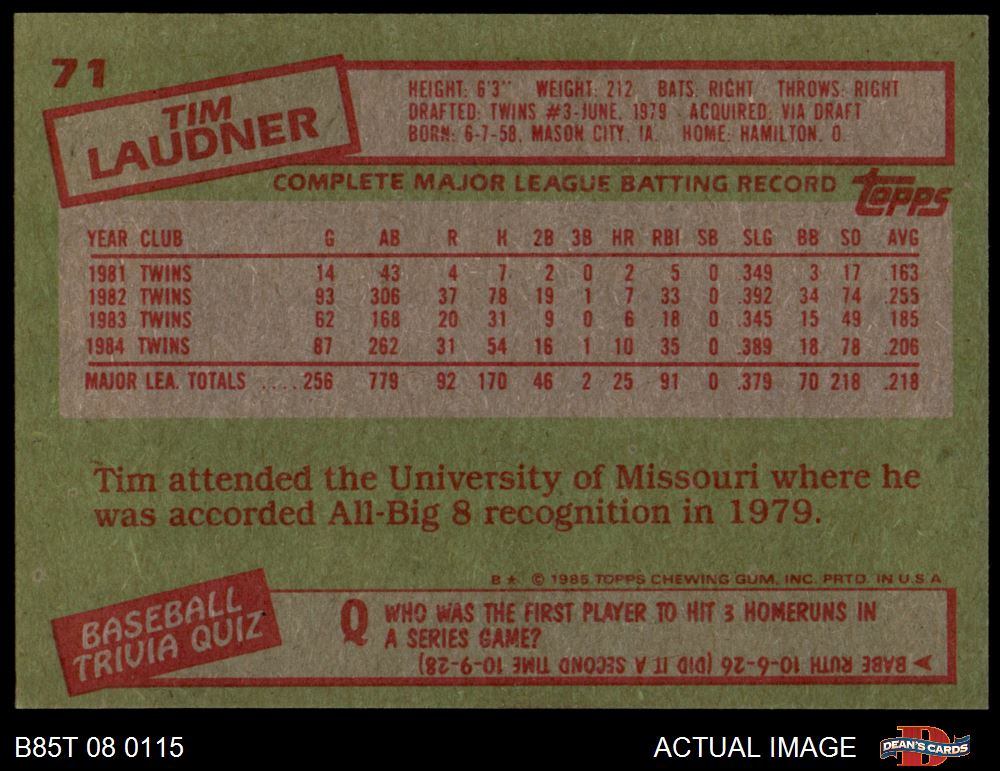 71
TIM
LAUDNER
HEIGHT: 6'3" WEIGHT: 212 BATS: RIGHT THROWS: RIGHT
DRAFTED: TWINS #3-JUNE, 1979 ACQUIRED: VIA DRAFT
BORN: 6-7-58, MASON CITY, IA. HOME: HAMILTON, O.
COMPLETE MAJOR LEAGUE BATTING RECORD
Topps
YEAR CLUB G AB R H 2B 3B HR RBI SB SLG BB SO AVG
1981 TWINS 14 43 4 7 2 0 2 5 0 .349 3 17 .163
1982 TWINS 93 306 37 78 19 1 7 33 0 .392 34 74 .255
1983 TWINS 62 168 20 31 9 0 6 18 0 .345 15 49 .185
1984 TWINS 87 262 31 54 16 1 10 35 0 .389 18 78 .206
MAJOR LEA. TOTALS .....256 779 92 170 46 2 25 91 0 .379 70 218 .218
Tim attended the University of Missouri where he
was accorded All-Big 8 recognition in 1979.
B★ © 1985 TOPPS CHEWING GUM, INC. PRTD. IN U.S.A
BASEBALL
TRIVIA QUIZ
Q WHO WAS THE FIRST PLAYER TO HIT 3 HOMERUNS IN
A SERIES GAME?
BABE RUTH 10-6-26 (DID IT A SECOND TIME 10-9-28)
B85T 08 0115
ACTUAL IMAGE
D
DEAN'S CARDS